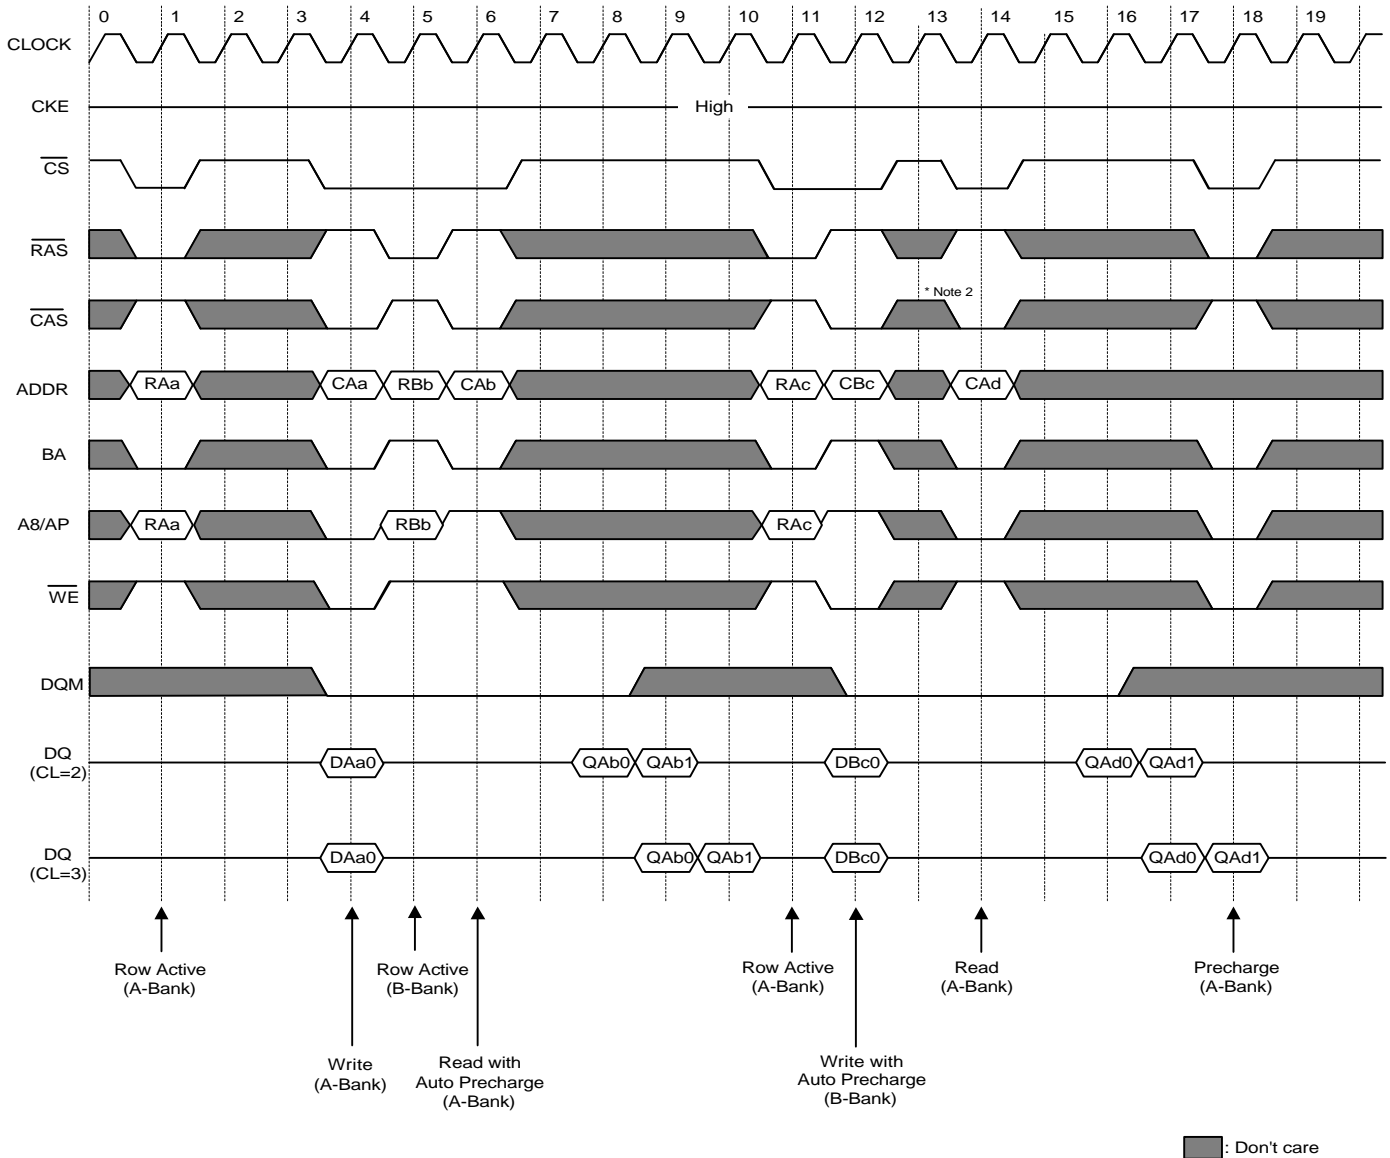 0 1 2 3 4 5 6 7 8 9 10 11 12 13 14 15 16 17 18 19
CLOCK
CKE High
CS
RAS
CAS * Note 2
ADDR RAa CAa RBb CAb RAc CBc CAd
BA
A8/AP RAa RBb RAc
WE
DQM
DQ
(CL=2) DAa0 QAb0 QAb1 DBc0 QAd0 QAd1
DQ
(CL=3) DAa0 QAb0 QAb1 DBc0 QAd0 QAd1
Row Active
(A-Bank)
Row Active
(B-Bank)
Row Active
(A-Bank)
Read
(A-Bank)
Precharge
(A-Bank)
Write
(A-Bank)
Read with
Auto Precharge
(A-Bank)
Write with
Auto Precharge
(B-Bank)
: Don't care